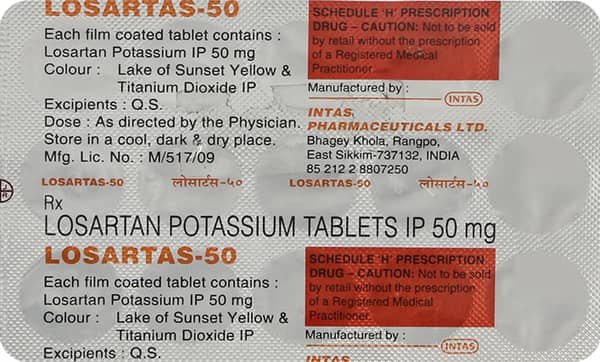 LOSARTAS-50
Each film coated tablet contains :
Losartan Potassium IP 50 mg
Colour : Lake of Sunset Yellow &
Titanium Dioxide IP
Excipients : Q.S.
Dose : As directed by the Physician.
Store in a cool, dark & dry place.
Mfg. Lic. No. : M/517/09
SCHEDULE 'H' PRESCRIPTION
DRUG – CAUTION: Not to be sold
by retail without the prescription
of a Registered Medical
Practitioner.
Manufactured by :
INTAS
INTAS
PHARMACEUTICALS LTD.
Bhagey Khola, Rangpo,
East Sikkim-737132, INDIA
85 212 2 8807250
LOSARTAS-50 लोसार्टस-५० LOSARTAS-50 लोसार्टस-५०
Rx
LOSARTAN POTASSIUM TABLETS IP 50 mg
LOSARTAS-50
Each film coated tablet contains :
Losartan Potassium IP 50 mg
Colour : Lake of Sunset Yellow &
Titanium Dioxide IP
Excipients : Q.S.
SCHEDULE 'H' PRESCRIPTION
DRUG – CAUTION: Not to be sold
by retail without the prescription
of a Registered Medical
Practitioner.
Manufactured by :
INTAS
INTAS